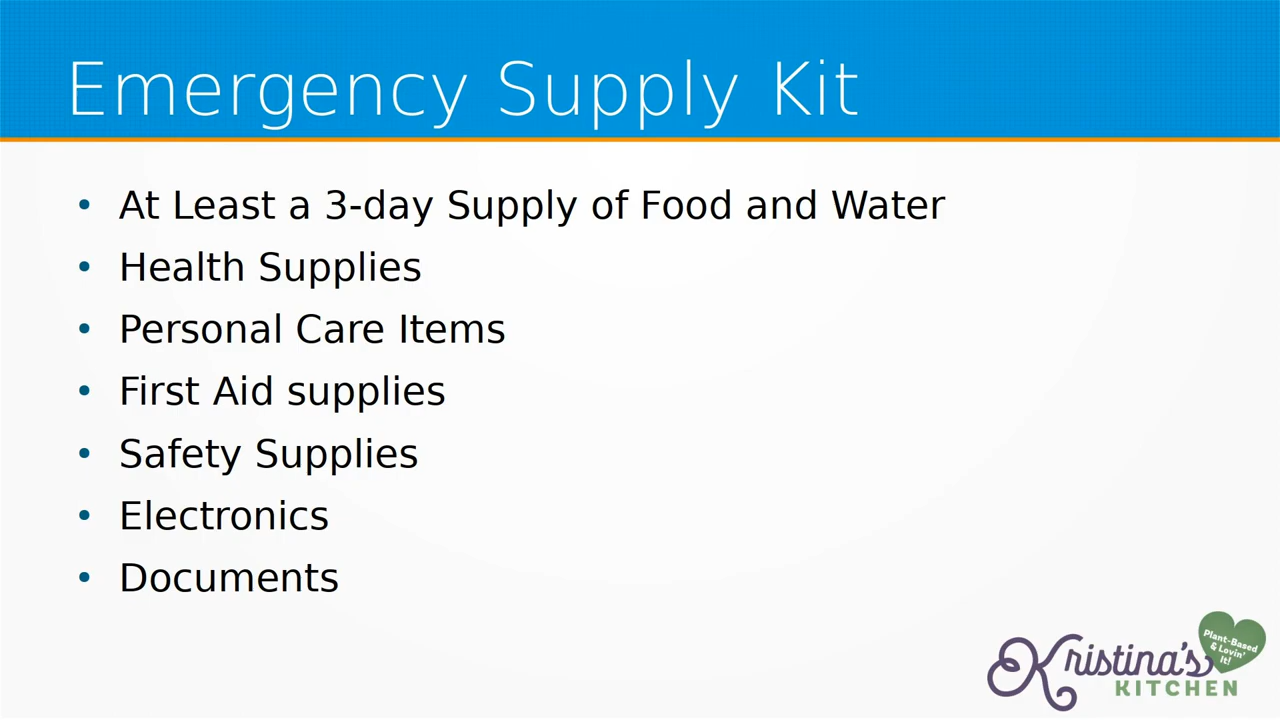 Emergency Supply Kit
• At Least a 3-day Supply of Food and Water
• Health Supplies
• Personal Care Items
• First Aid supplies
• Safety Supplies
• Electronics
• Documents
Plant-Based
& Lovin'
It!
Kristina's
KITCHEN